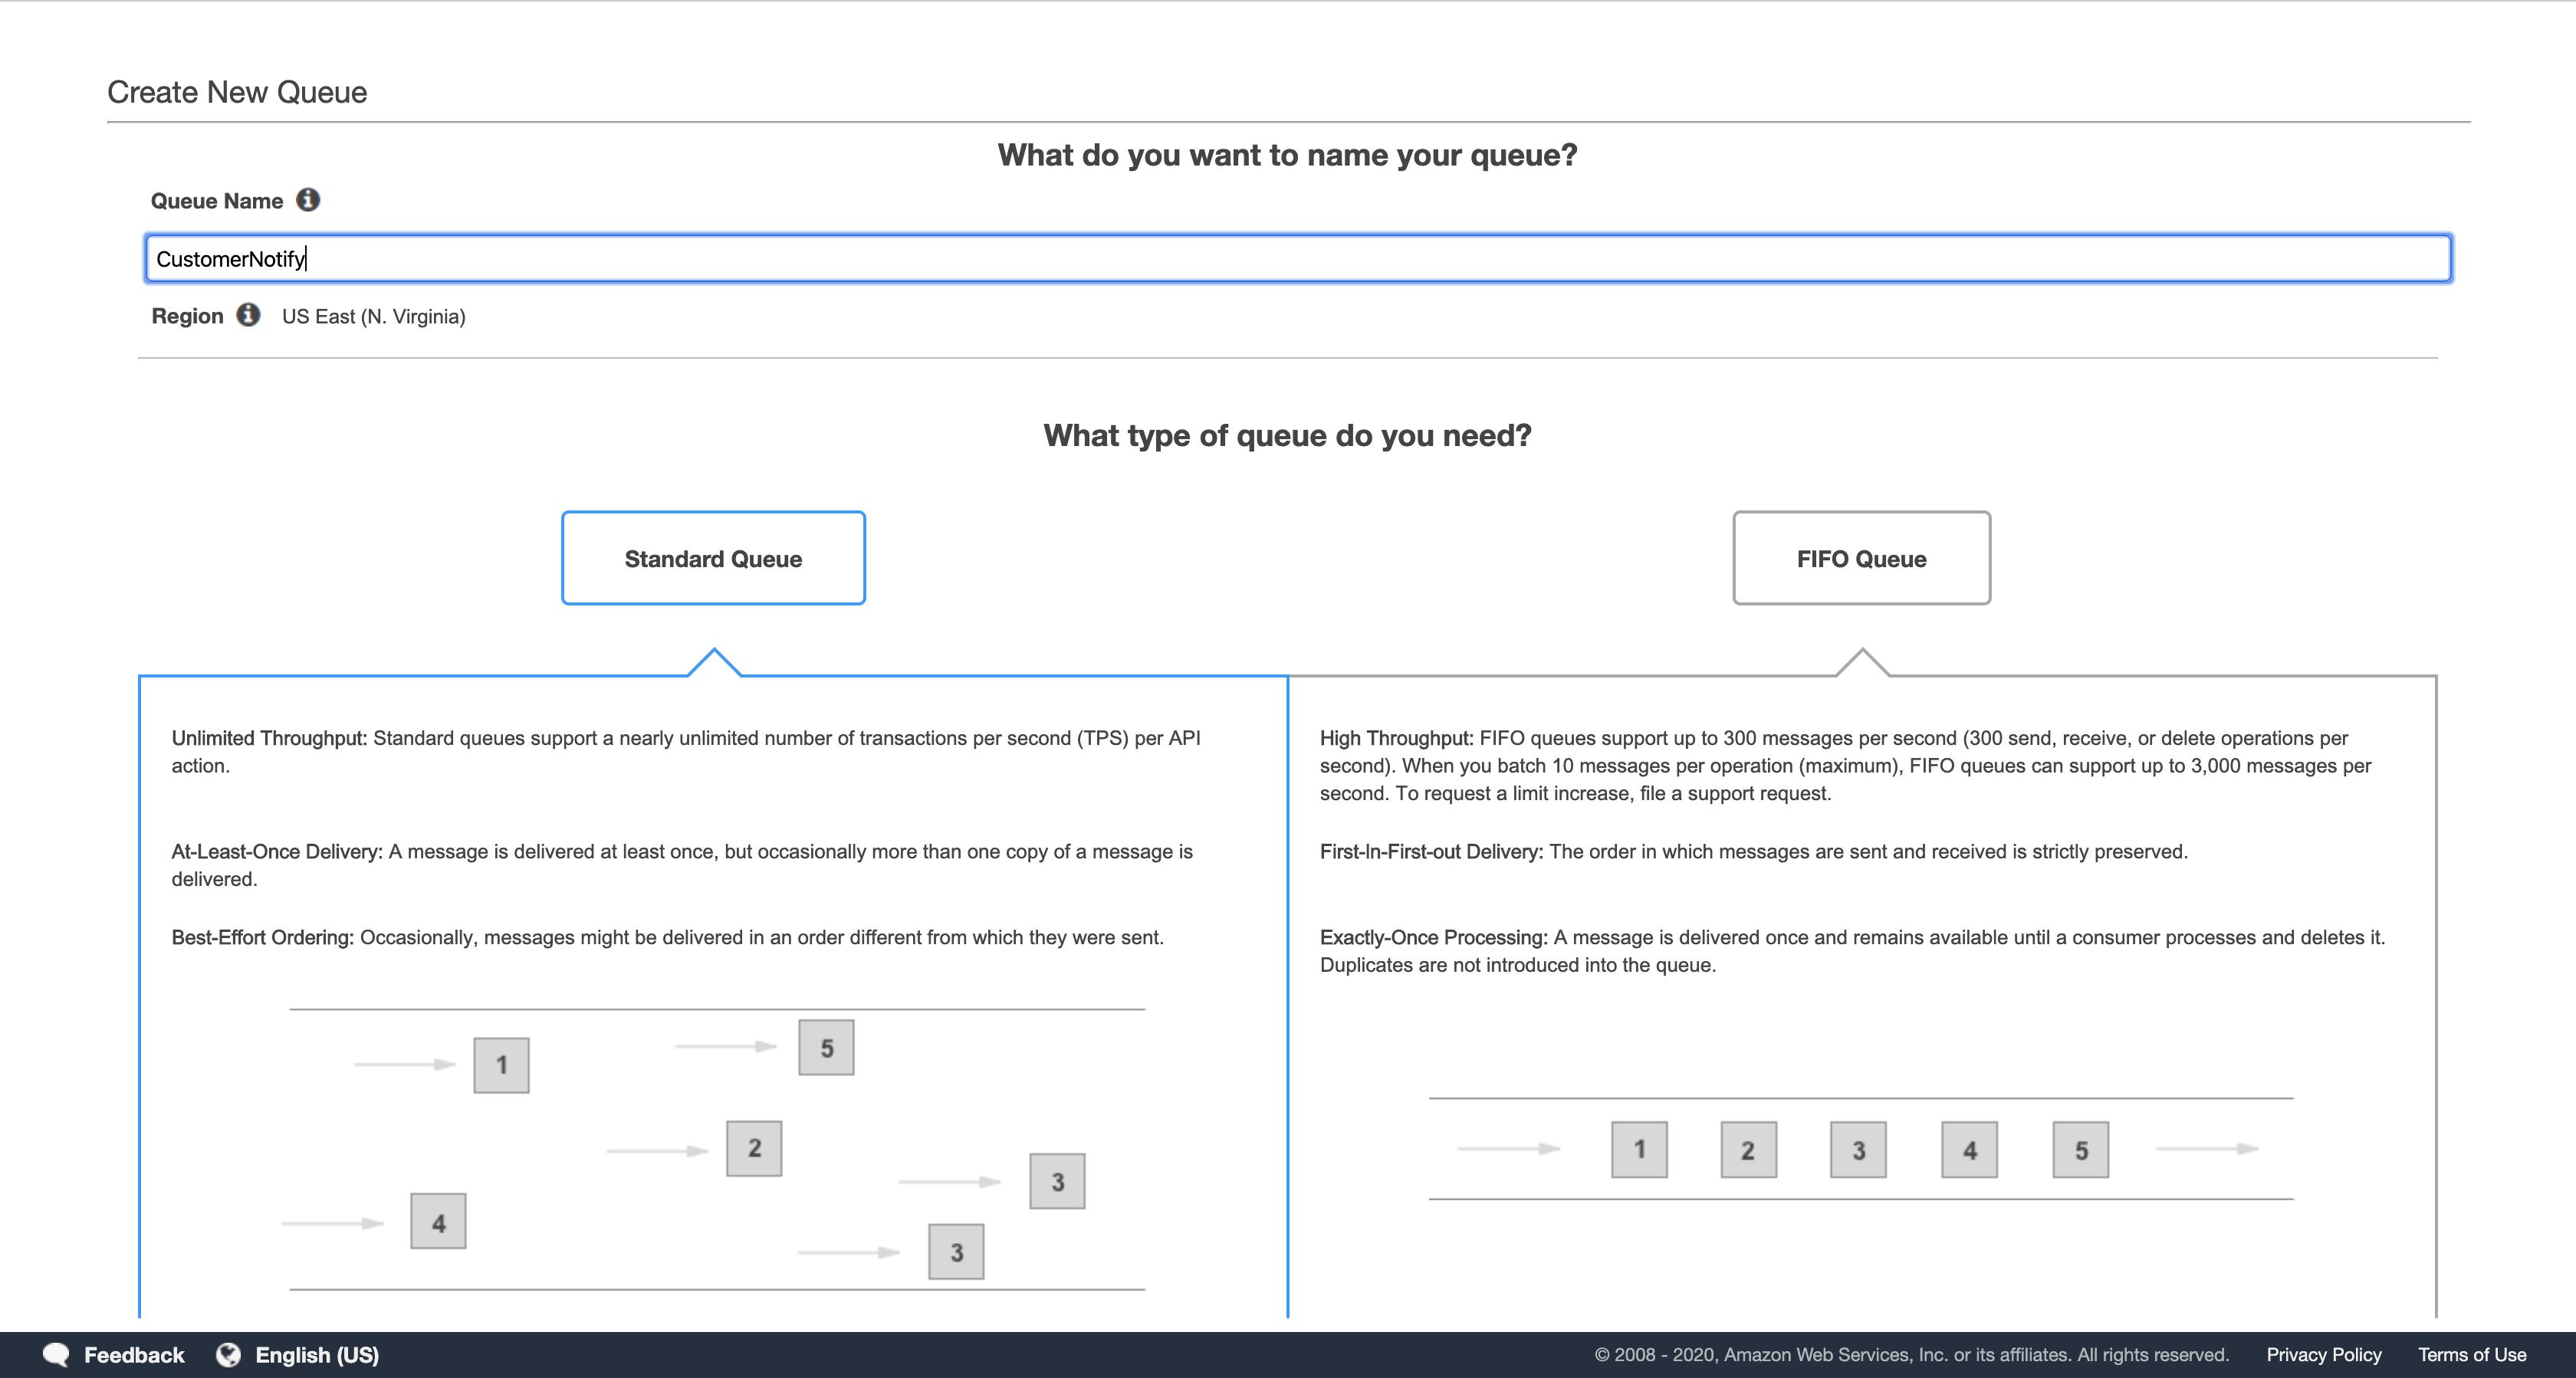 Create New Queue
What do you want to name your queue?
Queue Name
CustomerNotify
Region US East (N. Virginia)
What type of queue do you need?
Standard Queue
FIFO Queue
Unlimited Throughput: Standard queues support a nearly unlimited number of transactions per second (TPS) per API
action.
At-Least-Once Delivery: A message is delivered at least once, but occasionally more than one copy of a message is
delivered.
Best-Effort Ordering: Occasionally, messages might be delivered in an order different from which they were sent.
1
5
2
3
4
3
High Throughput: FIFO queues support up to 300 messages per second (300 send, receive, or delete operations per
second). When you batch 10 messages per operation (maximum), FIFO queues can support up to 3,000 messages per
second. To request a limit increase, file a support request.
First-In-First-out Delivery: The order in which messages are sent and received is strictly preserved.
Exactly-Once Processing: A message is delivered once and remains available until a consumer processes and deletes it.
Duplicates are not introduced into the queue.
1 2 3 4 5
Feedback English (US) © 2008 - 2020, Amazon Web Services, Inc. or its affiliates. All rights reserved. Privacy Policy Terms of Use